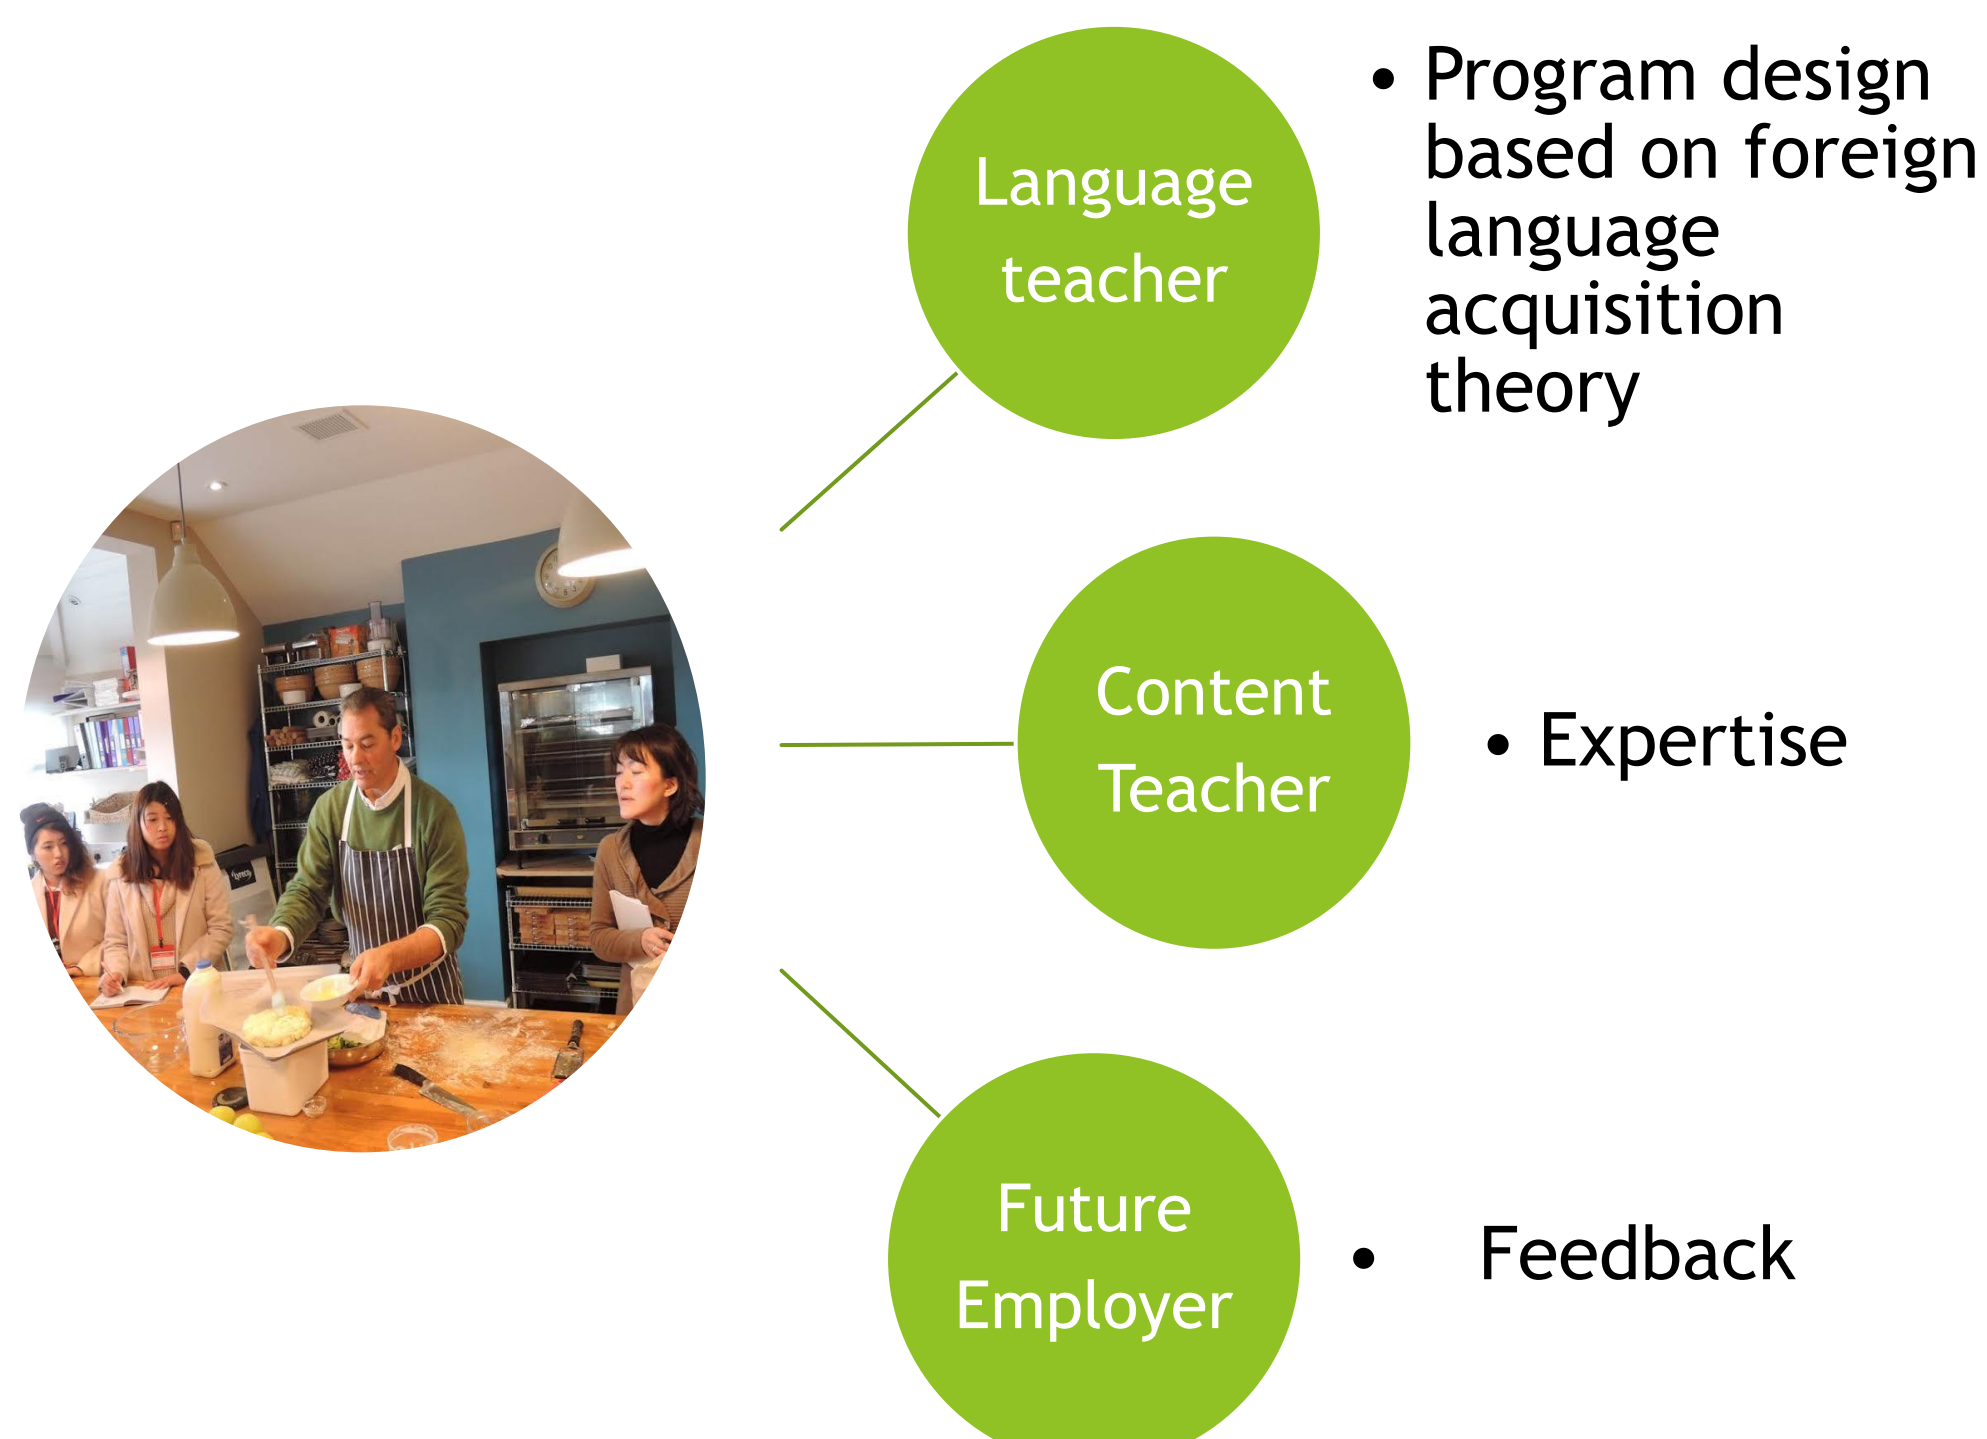 Language
teacher
• Program design
based on foreign
language
acquisition
theory
Content
Teacher
• Expertise
Future
Employer
• Feedback